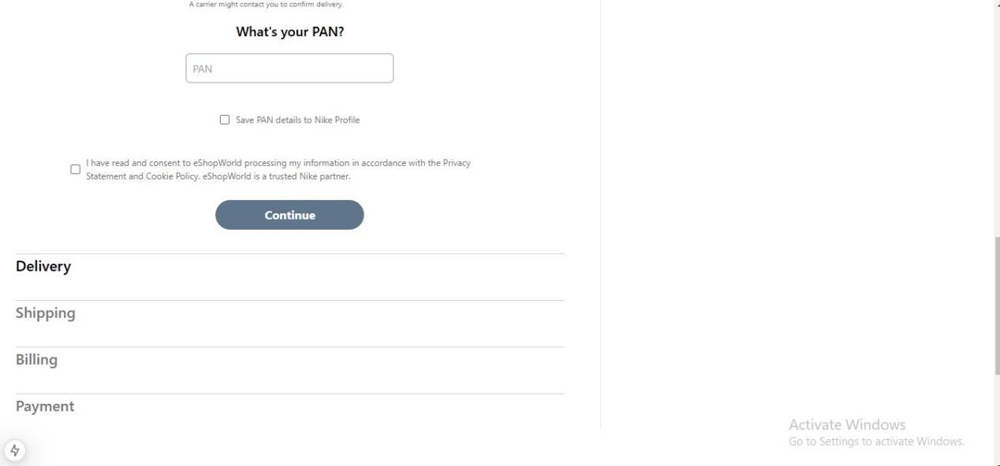 A carrier might contact you to confirm delivery.
What's your PAN?
PAN
Save PAN details to Nike Profile
I have read and consent to eShopWorld processing my information in accordance with the Privacy
Statement and Cookie Policy. eShopWorld is a trusted Nike partner.
Continue
Delivery
Shipping
Billing
Payment
Activate Windows
Go to Settings to activate Windows.